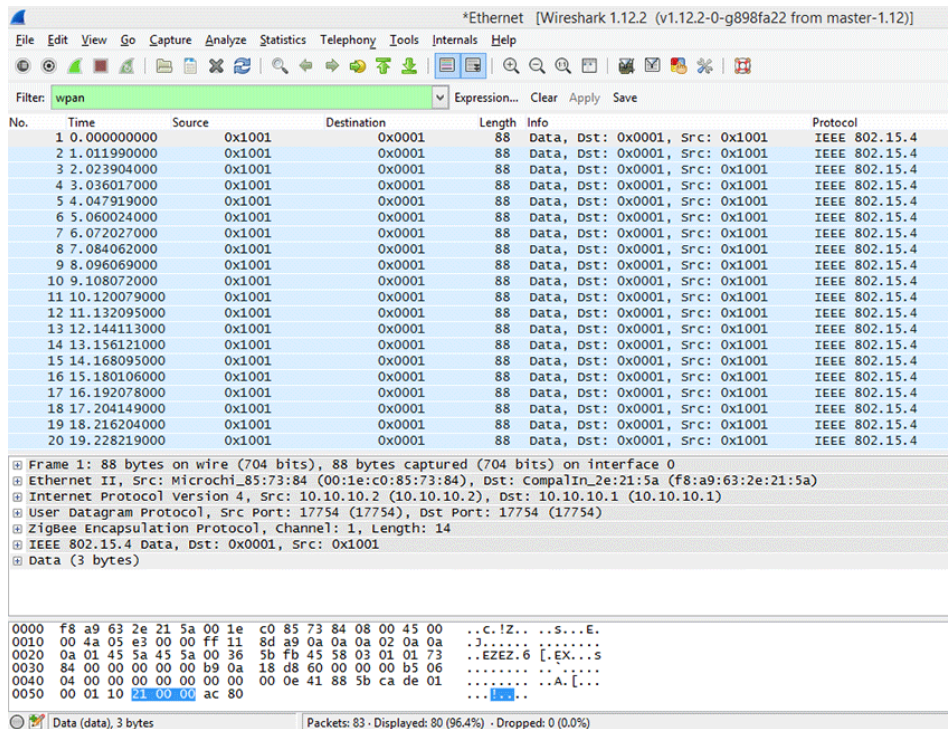 *Ethernet [Wireshark 1.12.2 (v1.12.2-0-g898fa22 from master-1.12)]
File Edit View Go Capture Analyze Statistics Telephony Tools Internals Help
Filter: wpan Expression... Clear Apply Save
No. Time Source Destination Length Info Protocol
1 0.000000000 0x1001 0x0001 88 Data, Dst: 0x0001, Src: 0x1001 IEEE 802.15.4
2 1.011990000 0x1001 0x0001 88 Data, Dst: 0x0001, Src: 0x1001 IEEE 802.15.4
3 2.023904000 0x1001 0x0001 88 Data, Dst: 0x0001, Src: 0x1001 IEEE 802.15.4
4 3.036017000 0x1001 0x0001 88 Data, Dst: 0x0001, Src: 0x1001 IEEE 802.15.4
5 4.047919000 0x1001 0x0001 88 Data, Dst: 0x0001, Src: 0x1001 IEEE 802.15.4
6 5.060024000 0x1001 0x0001 88 Data, Dst: 0x0001, Src: 0x1001 IEEE 802.15.4
7 6.072027000 0x1001 0x0001 88 Data, Dst: 0x0001, Src: 0x1001 IEEE 802.15.4
8 7.084062000 0x1001 0x0001 88 Data, Dst: 0x0001, Src: 0x1001 IEEE 802.15.4
9 8.096069000 0x1001 0x0001 88 Data, Dst: 0x0001, Src: 0x1001 IEEE 802.15.4
10 9.108072000 0x1001 0x0001 88 Data, Dst: 0x0001, Src: 0x1001 IEEE 802.15.4
11 10.120079000 0x1001 0x0001 88 Data, Dst: 0x0001, Src: 0x1001 IEEE 802.15.4
12 11.132095000 0x1001 0x0001 88 Data, Dst: 0x0001, Src: 0x1001 IEEE 802.15.4
13 12.144113000 0x1001 0x0001 88 Data, Dst: 0x0001, Src: 0x1001 IEEE 802.15.4
14 13.156121000 0x1001 0x0001 88 Data, Dst: 0x0001, Src: 0x1001 IEEE 802.15.4
15 14.168095000 0x1001 0x0001 88 Data, Dst: 0x0001, Src: 0x1001 IEEE 802.15.4
16 15.180106000 0x1001 0x0001 88 Data, Dst: 0x0001, Src: 0x1001 IEEE 802.15.4
17 16.192078000 0x1001 0x0001 88 Data, Dst: 0x0001, Src: 0x1001 IEEE 802.15.4
18 17.204149000 0x1001 0x0001 88 Data, Dst: 0x0001, Src: 0x1001 IEEE 802.15.4
19 18.216204000 0x1001 0x0001 88 Data, Dst: 0x0001, Src: 0x1001 IEEE 802.15.4
20 19.228219000 0x1001 0x0001 88 Data, Dst: 0x0001, Src: 0x1001 IEEE 802.15.4
Frame 1: 88 bytes on wire (704 bits), 88 bytes captured (704 bits) on interface 0
Ethernet II, Src: Microchi_85:73:84 (00:1e:c0:85:73:84), Dst: CompalIn_2e:21:5a (f8:a9:63:2e:21:5a)
Internet Protocol Version 4, Src: 10.10.10.2 (10.10.10.2), Dst: 10.10.10.1 (10.10.10.1)
User Datagram Protocol, Src Port: 17754 (17754), Dst Port: 17754 (17754)
ZigBee Encapsulation Protocol, Channel: 1, Length: 14
IEEE 802.15.4 Data, Dst: 0x0001, Src: 0x1001
Data (3 bytes)
0000 f8 a9 63 2e 21 5a 00 1e c0 85 73 84 08 00 45 00 ..c.!Z.. ..s...E.
0010 00 4a 05 e3 00 00 ff 11 8d a9 0a 0a 0a 02 0a 0a .J...... ........
0020 0a 01 45 5a 45 5a 00 36 5b fb 45 58 03 01 01 73 ..EZEZ.6 [.EX...s
0030 84 00 00 00 00 00 b9 0a 18 d8 60 00 00 00 b5 06 ........ ..`.....
0040 04 00 00 00 00 00 00 00 00 0e 41 88 5b ca de 01 ........ ..A.[...
0050 00 01 10 21 00 00 ac 80 ...!....
Data (data), 3 bytes Packets: 83 · Displayed: 80 (96.4%) · Dropped: 0 (0.0%)